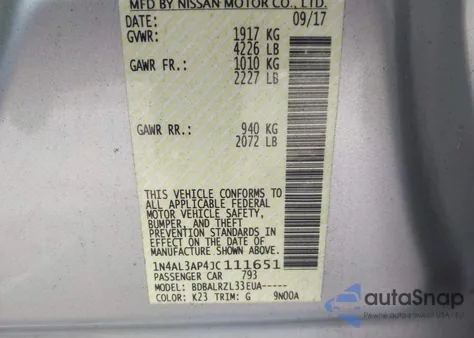 MFD BY NISSAN MOTOR CO., LTD.
DATE: 09/17
GVWR: 1917 KG
4226 LB
GAWR FR.: 1010 KG
2227 LB
GAWR RR.: 940 KG
2072 LB
THIS VEHICLE CONFORMS TO
ALL APPLICABLE FEDERAL
MOTOR VEHICLE SAFETY,
BUMPER, AND THEFT
PREVENTION STANDARDS
IN EFFECT ON THE DATE OF
MANUFACTURE SHOWN ABOVE.
1N4AL3AP4JC111651
PASSENGER CAR 793
MODEL: BDBALRZL33EUA-----
COLOR: K23 TRIM: G 9N00A
autoSnap